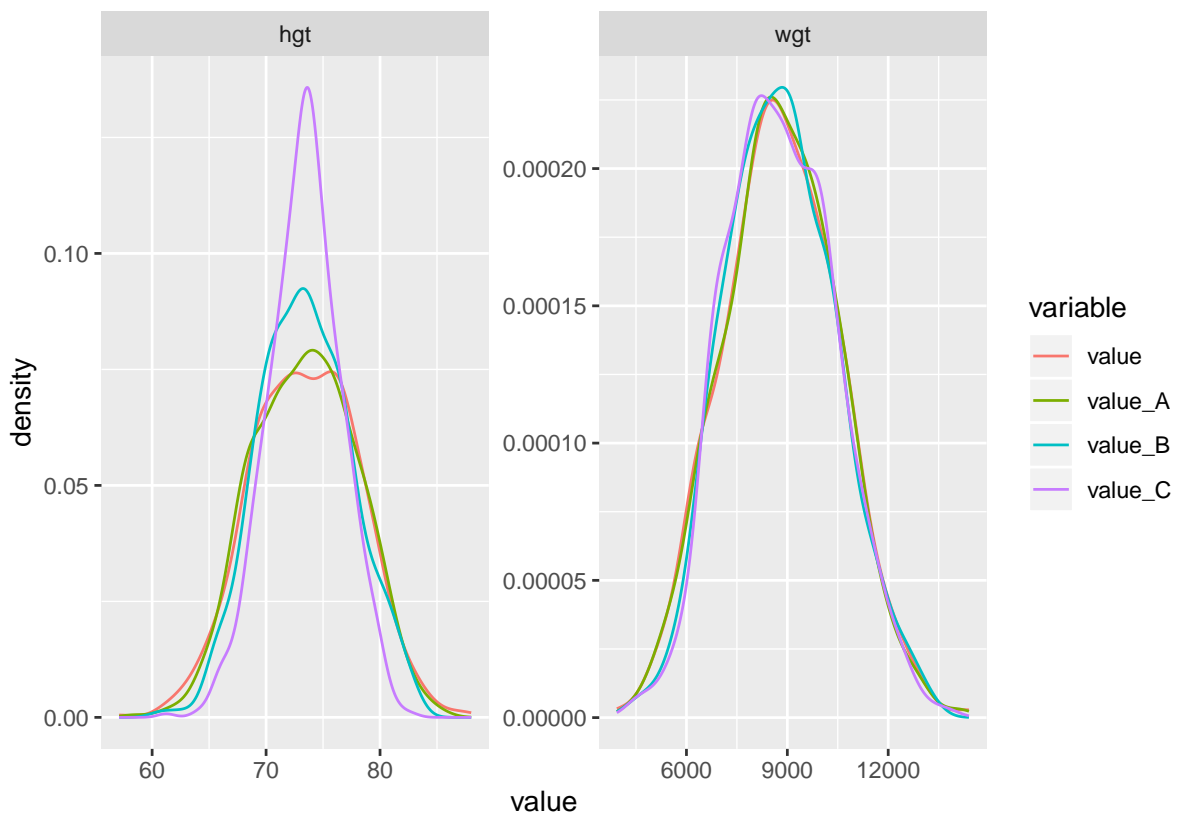 hgt
wgt
density
0.10
0.05
0.00
0.00020
0.00015
0.00010
0.00005
0.00000
60 70 80
6000 9000 12000
value
variable
value
value_A
value_B
value_C